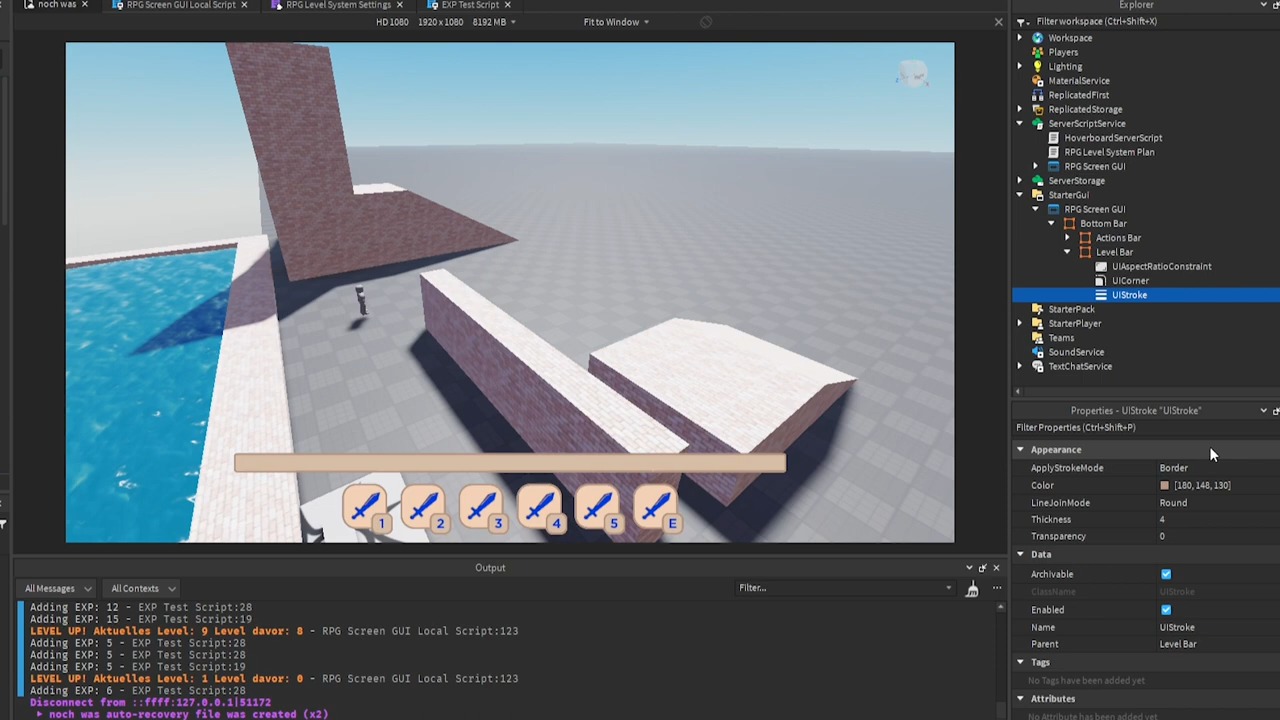 noch was
RPG Screen GUI Local Script
RPG Level System Settings
EXP Test Script
HD 1080 1920 x 1080 8192 MB
Fit to Window
1
2
3
4
5
E
Output
All Messages
All Contexts
Filter...
Adding EXP: 12 - EXP Test Script:28
Adding EXP: 15 - EXP Test Script:19
LEVEL UP! Aktuelles Level: 9 Level davor: 8 - RPG Screen GUI Local Script:123
Adding EXP: 5 - EXP Test Script:28
Adding EXP: 5 - EXP Test Script:28
Adding EXP: 5 - EXP Test Script:19
LEVEL UP! Aktuelles Level: 1 Level davor: 0 - RPG Screen GUI Local Script:123
Adding EXP: 6 - EXP Test Script:28
Disconnect from ::ffff:127.0.0.1|51172
noch was auto-recovery file was created (x2)
Explorer
Filter workspace (Ctrl+Shift+X)
Workspace
Players
Lighting
MaterialService
ReplicatedFirst
ReplicatedStorage
ServerScriptService
HoverboardServerScript
RPG Level System Plan
RPG Screen GUI
ServerStorage
StarterGui
RPG Screen GUI
Bottom Bar
Actions Bar
Level Bar
UIAspectRatioConstraint
UICorner
UIStroke
StarterPack
StarterPlayer
Teams
SoundService
TextChatService
Properties - UIStroke "UIStroke"
Filter Properties (Ctrl+Shift+P)
Appearance
ApplyStrokeMode Border
Color [180, 148, 130]
LineJoinMode Round
Thickness 4
Transparency 0
Data
Archivable
ClassName UIStroke
Enabled
Name UIStroke
Parent Level Bar
Tags
No Tags have been added yet
Attributes
No Attributes have been added yet